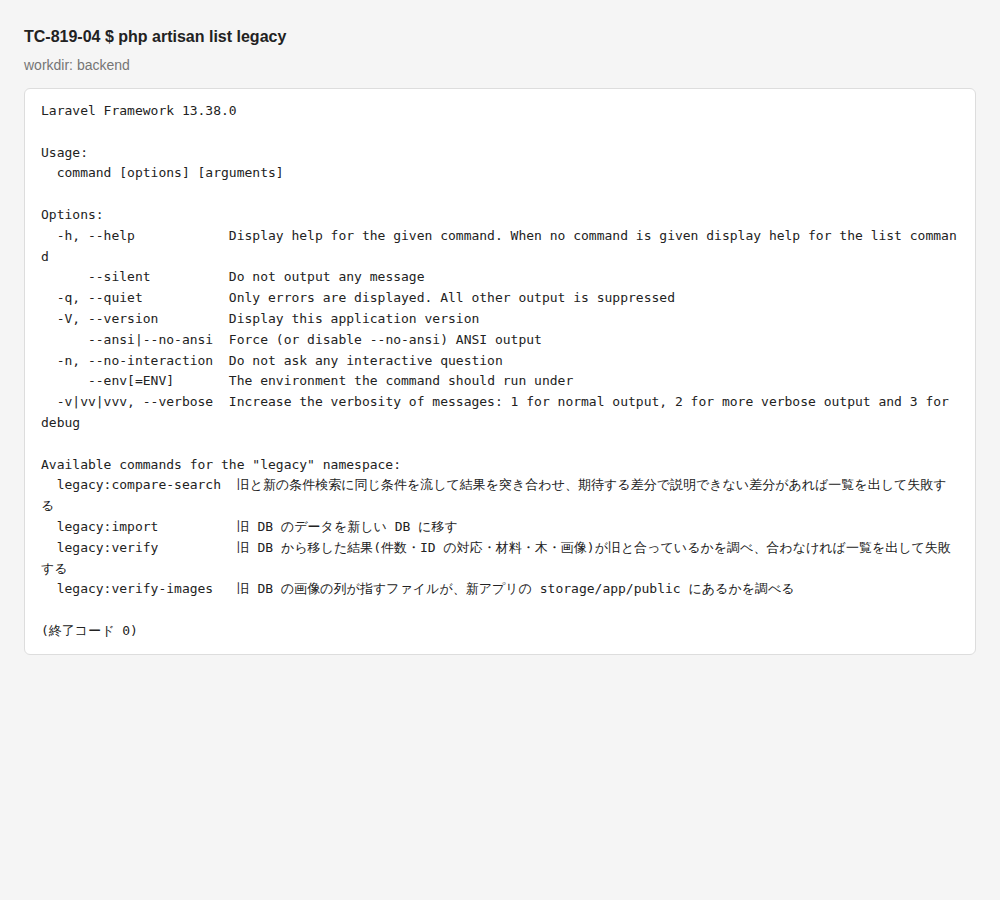 TC-819-04 $ php artisan list legacy
workdir: backend
Laravel Framework 13.38.0
Usage:
  command [options] [arguments]
Options:
  -h, --help            Display help for the given command. When no command is given display help for the list comman
d
      --silent          Do not output any message
  -q, --quiet           Only errors are displayed. All other output is suppressed
  -V, --version         Display this application version
      --ansi|--no-ansi  Force (or disable --no-ansi) ANSI output
  -n, --no-interaction  Do not ask any interactive question
      --env[=ENV]       The environment the command should run under
  -v|vv|vvv, --verbose  Increase the verbosity of messages: 1 for normal output, 2 for more verbose output and 3 for
debug
Available commands for the "legacy" namespace:
  legacy:compare-search  旧と新の条件検索に同じ条件を流して結果を突き合わせ、期待する差分で説明できない差分があれば一覧を出して失敗す
る
  legacy:import          旧 DB のデータを新しい DB に移す
  legacy:verify          旧 DB から移した結果(件数・ID の対応・材料・木・画像)が旧と合っているかを調べ、合わなければ一覧を出して失敗
する
  legacy:verify-images   旧 DB の画像の列が指すファイルが、新アプリの storage/app/public にあるかを調べる
(終了コード 0)